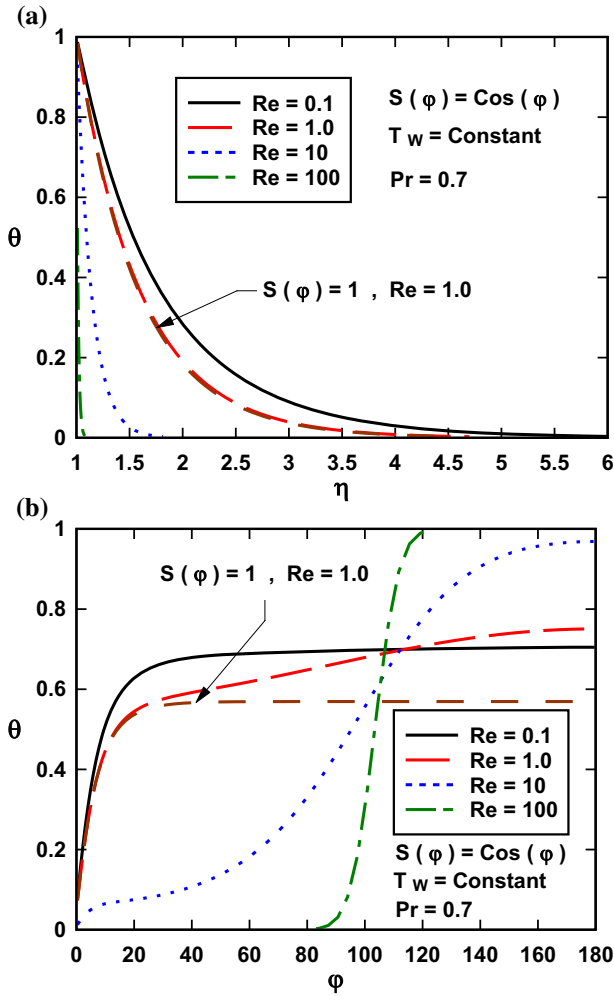 (a)
1
0.8
0.6
0.4
0.2
0
θ
Re = 0.1
Re = 1.0
Re = 10
Re = 100
S ( φ ) = Cos ( φ )
T W = Constant
Pr = 0.7
S ( φ ) = 1 , Re = 1.0
1 1.5 2 2.5 3 3.5 4 4.5 5 5.5 6
η
(b)
1
0.8
0.6
0.4
0.2
0
θ
S ( φ ) = 1 , Re = 1.0
Re = 0.1
Re = 1.0
Re = 10
Re = 100
S ( φ ) = Cos ( φ )
T W = Constant
Pr = 0.7
0 20 40 60 80 100 120 140 160 180
φ